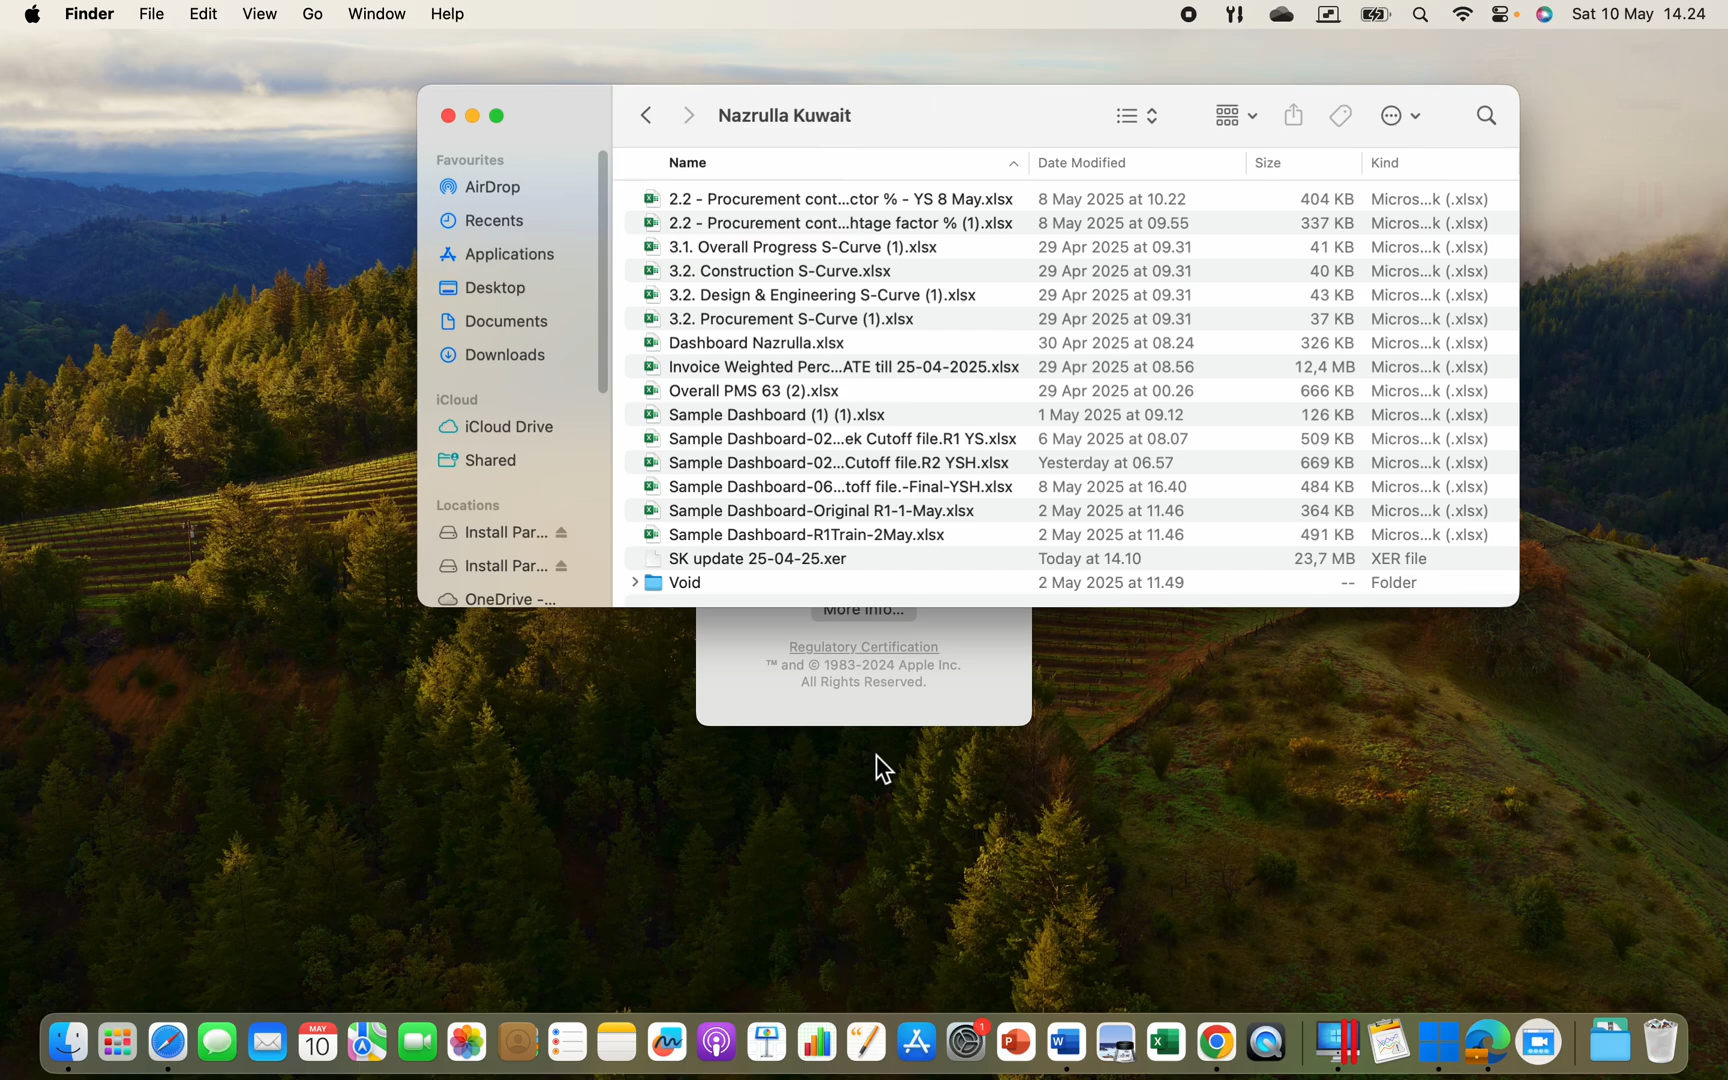 Finder File Edit View Go Window Help Sat 10 May 14.24
Nazrulla Kuwait
Favourites
AirDrop
Recents
Applications
Desktop
Documents
Downloads
iCloud
iCloud Drive
Shared
Locations
Install Par...
Install Par...
OneDrive -...
Name Date Modified Size Kind
2.2 - Procurement cont...ctor % - YS 8 May.xlsx 8 May 2025 at 10.22 404 KB Micros...k (.xlsx)
2.2 - Procurement cont...htage factor % (1).xlsx 8 May 2025 at 09.55 337 KB Micros...k (.xlsx)
3.1. Overall Progress S-Curve (1).xlsx 29 Apr 2025 at 09.31 41 KB Micros...k (.xlsx)
3.2. Construction S-Curve.xlsx 29 Apr 2025 at 09.31 40 KB Micros...k (.xlsx)
3.2. Design & Engineering S-Curve (1).xlsx 29 Apr 2025 at 09.31 43 KB Micros...k (.xlsx)
3.2. Procurement S-Curve (1).xlsx 29 Apr 2025 at 09.31 37 KB Micros...k (.xlsx)
Dashboard Nazrulla.xlsx 30 Apr 2025 at 08.24 326 KB Micros...k (.xlsx)
Invoice Weighted Perc...ATE till 25-04-2025.xlsx 29 Apr 2025 at 08.56 12,4 MB Micros...k (.xlsx)
Overall PMS 63 (2).xlsx 29 Apr 2025 at 00.26 666 KB Micros...k (.xlsx)
Sample Dashboard (1) (1).xlsx 1 May 2025 at 09.12 126 KB Micros...k (.xlsx)
Sample Dashboard-02...ek Cutoff file.R1 YS.xlsx 6 May 2025 at 08.07 509 KB Micros...k (.xlsx)
Sample Dashboard-02...Cutoff file.R2 YSH.xlsx Yesterday at 06.57 669 KB Micros...k (.xlsx)
Sample Dashboard-06...toff file.-Final-YSH.xlsx 8 May 2025 at 16.40 484 KB Micros...k (.xlsx)
Sample Dashboard-Original R1-1-May.xlsx 2 May 2025 at 11.46 364 KB Micros...k (.xlsx)
Sample Dashboard-R1Train-2May.xlsx 2 May 2025 at 11.46 491 KB Micros...k (.xlsx)
SK update 25-04-25.xer Today at 14.10 23,7 MB XER file
Void 2 May 2025 at 11.49 -- Folder
More Info...
Regulatory Certification
™ and © 1983-2024 Apple Inc.
All Rights Reserved.
MAY
10
1